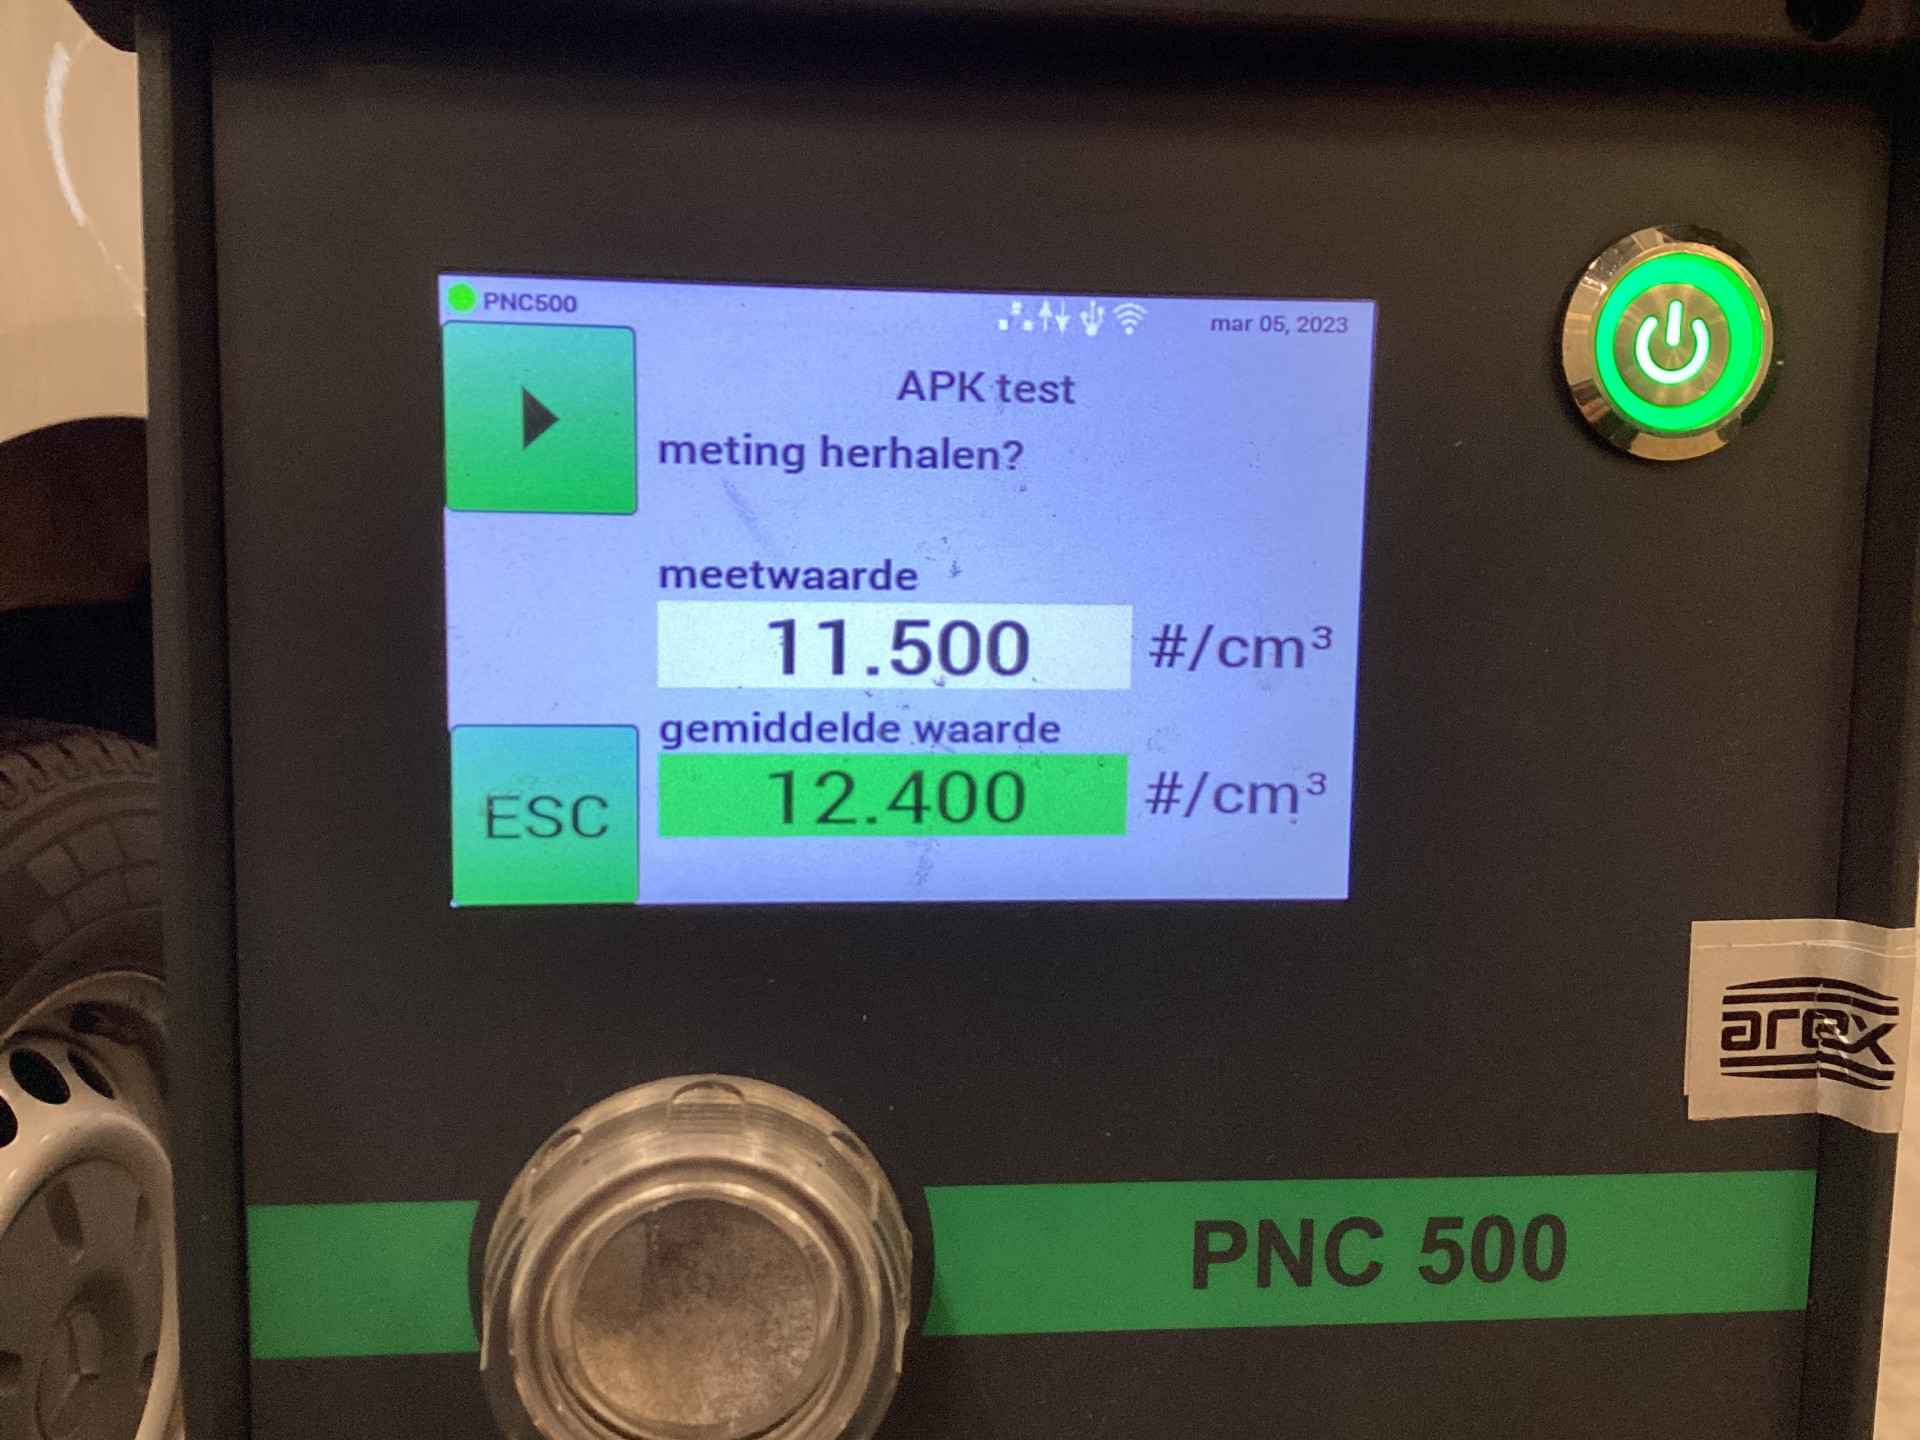 PNC500
mar 05, 2023
APK test
meting herhalen?
meetwaarde
11.500 #/cm³
gemiddelde waarde
12.400 #/cm³
ESC
arex
PNC 500